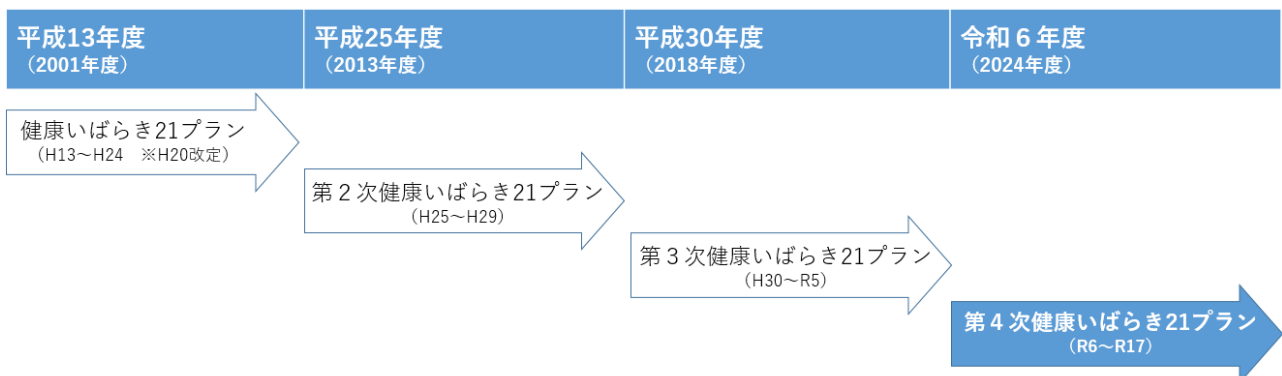 平成13年度
（2001年度）
平成25年度
（2013年度）
平成30年度
（2018年度）
令和６年度
（2024年度）
健康いばらき21プラン
（H13～H24　※H20改定）
第２次健康いばらき21プラン
（H25～H29）
第３次健康いばらき21プラン
（H30～R5）
第４次健康いばらき21プラン
（R6～R17）